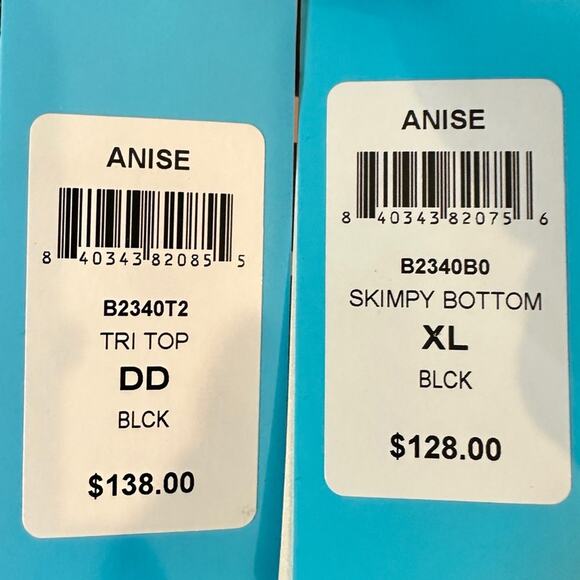 ANISE
8 40343 82085 5
B2340T2
TRI TOP
DD
BLCK
$138.00
ANISE
8 40343 82075 6
B2340B0
SKIMPY BOTTOM
XL
BLCK
$128.00